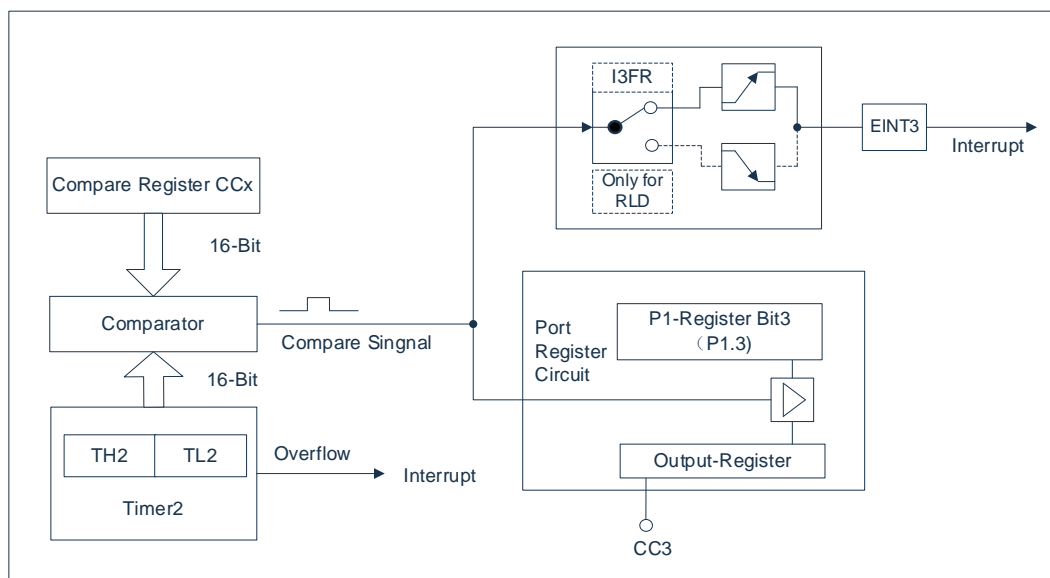 I3FR
Only for
RLD
EINT3
Interrupt
Compare Register CCx
16-Bit
Comparator
Compare Singnal
16-Bit
TH2
TL2
Timer2
Overflow
Interrupt
Port
Register
Circuit
P1-Register Bit3
（P1.3)
Output-Register
CC3